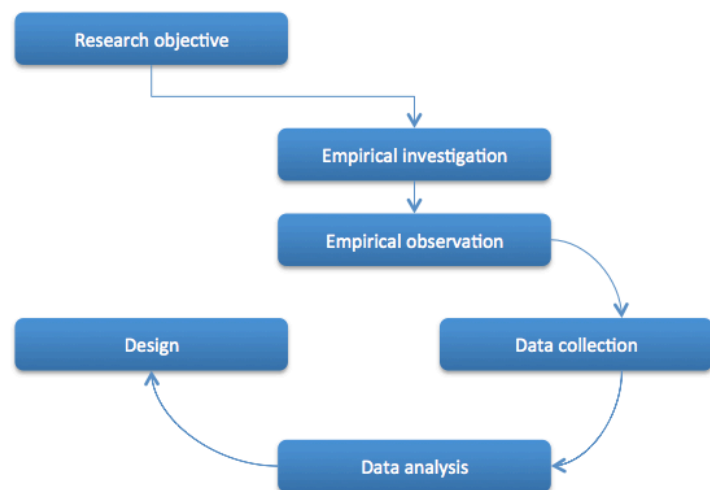 Research objective
Empirical investigation
Empirical observation
Design
Data collection
Data analysis